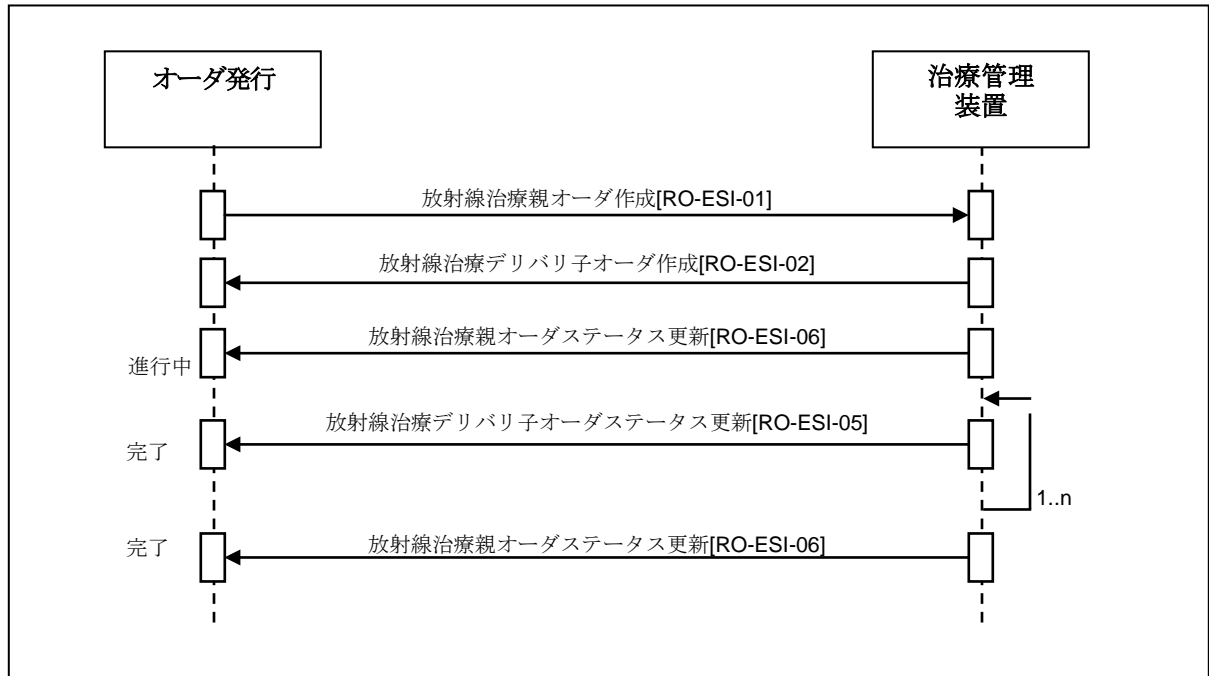 オーダ発行
治療管理
装置
放射線治療親オーダ作成[RO-ESI-01]
放射線治療デリバリ子オーダ作成[RO-ESI-02]
放射線治療親オーダステータス更新[RO-ESI-06]
進行中
放射線治療デリバリ子オーダステータス更新[RO-ESI-05]
完了
1..n
放射線治療親オーダステータス更新[RO-ESI-06]
完了